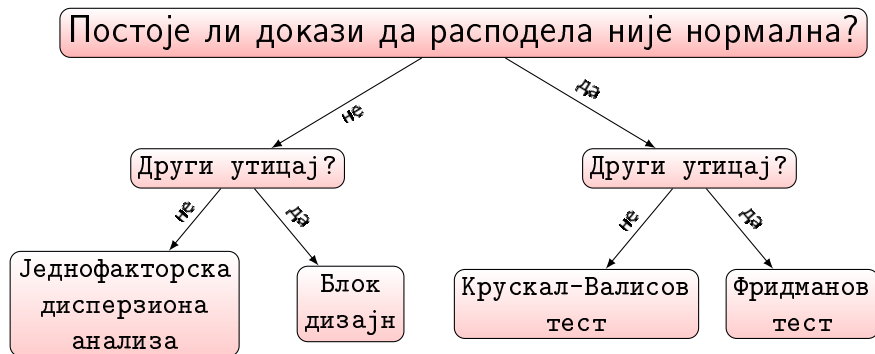 Постоје ли докази да расподела није нормална?
не
да
Други утицај?
Други утицај?
не
да
не
да
Једнофакторска
дисперзиона
анализа
Блок
дизајн
Крускал-Валисов
тест
Фридманов
тест